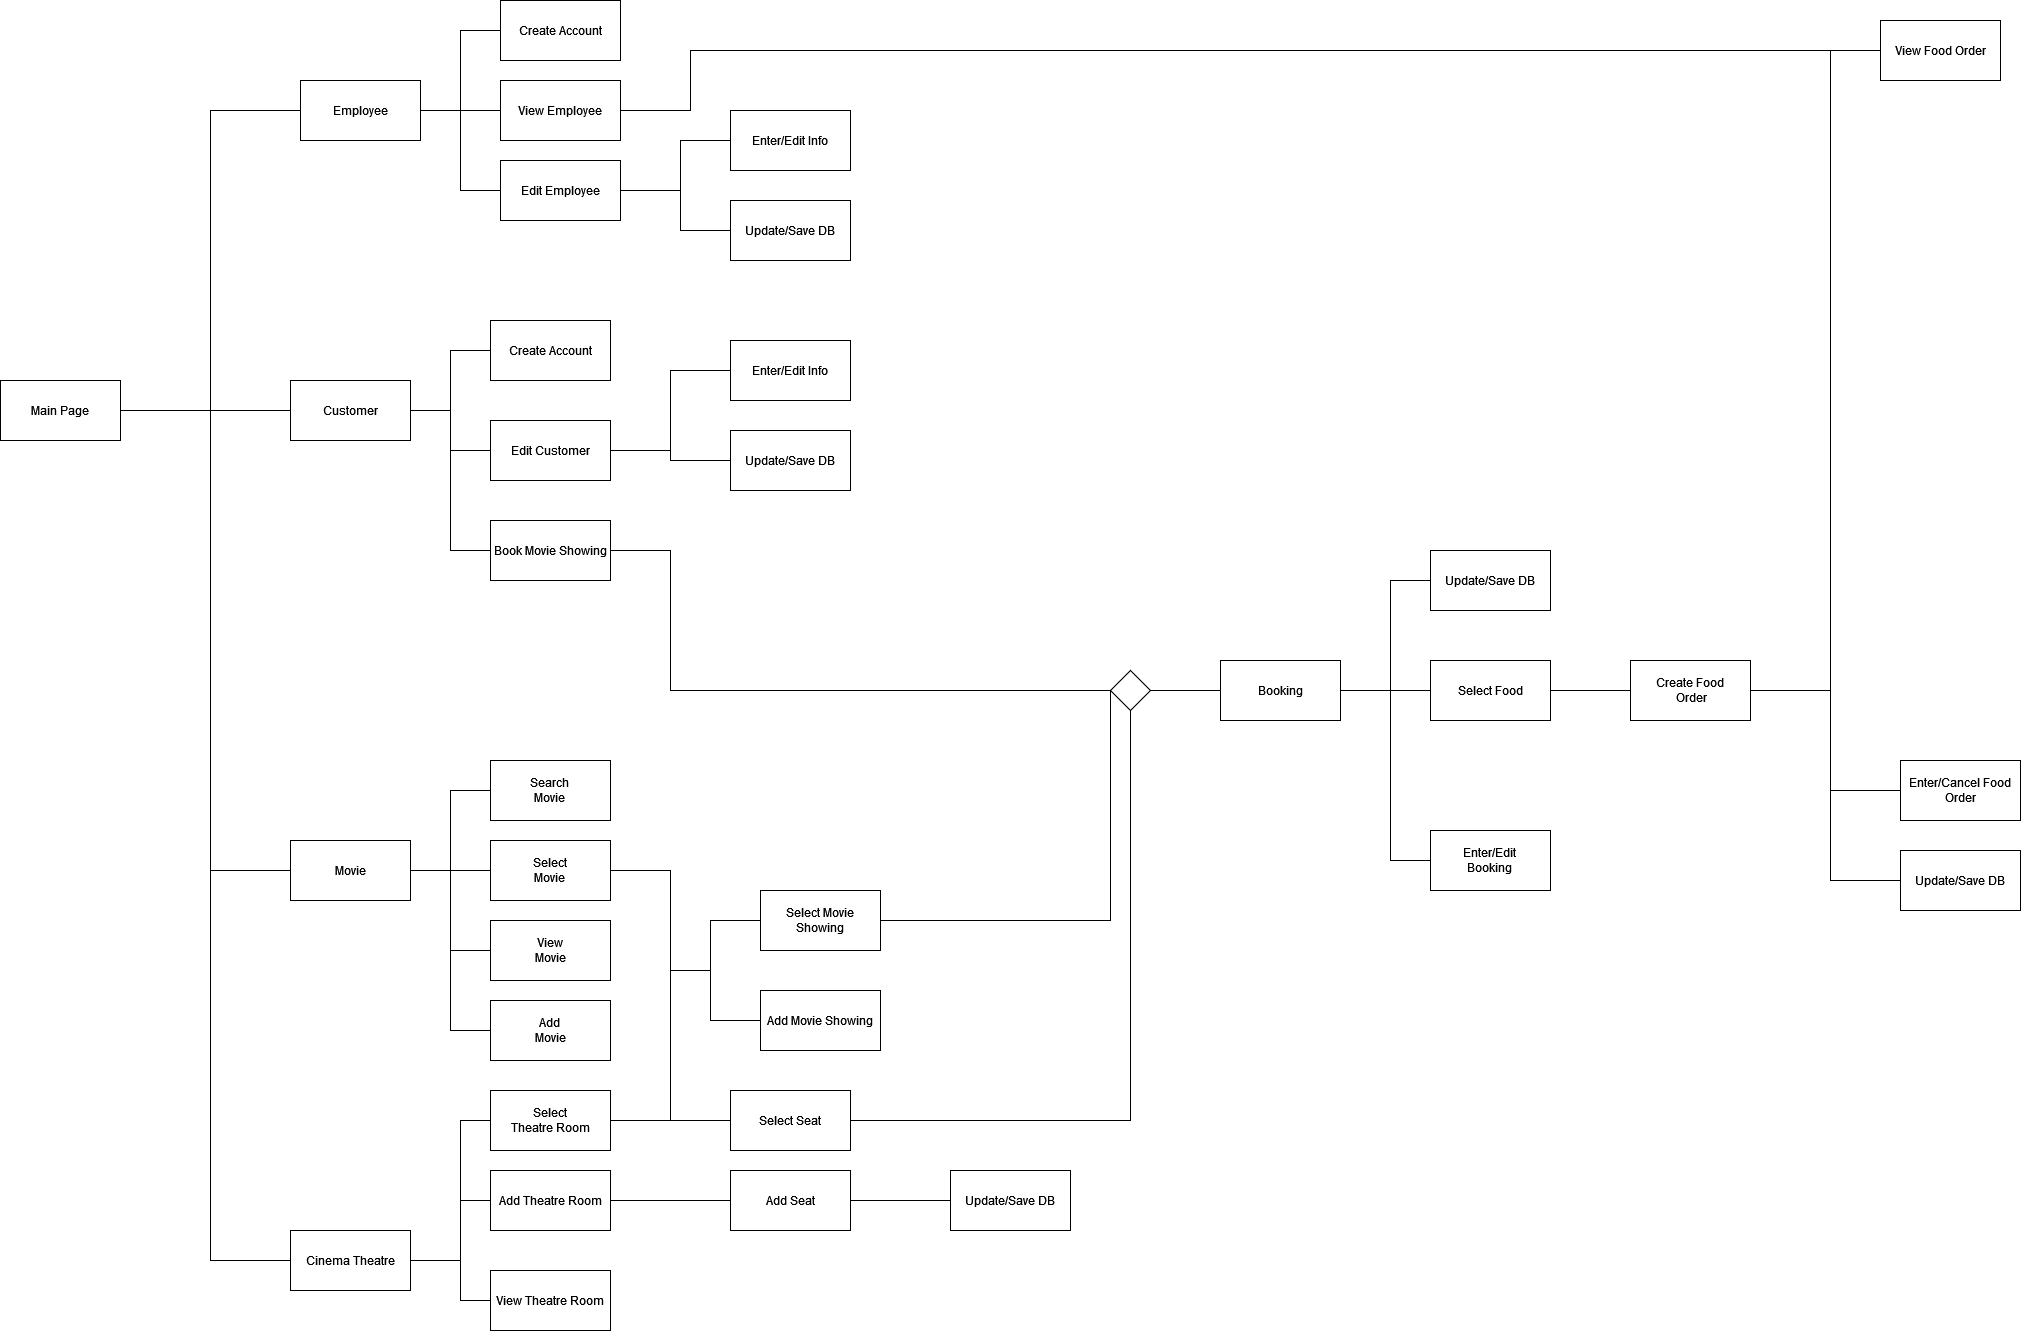 Create Account
View Food Order
Employee
View Employee
Enter/Edit Info
Edit Employee
Update/Save DB
Create Account
Enter/Edit Info
Main Page
Customer
Edit Customer
Update/Save DB
Book Movie Showing
Update/Save DB
Booking
Select Food
Create Food
Order
Search
Movie
Enter/Cancel Food
Order
Movie
Select
Movie
Enter/Edit
Booking
Update/Save DB
Select Movie
Showing
View
Movie
Add
Movie
Add Movie Showing
Select
Theatre Room
Select Seat
Add Theatre Room
Add Seat
Update/Save DB
Cinema Theatre
View Theatre Room